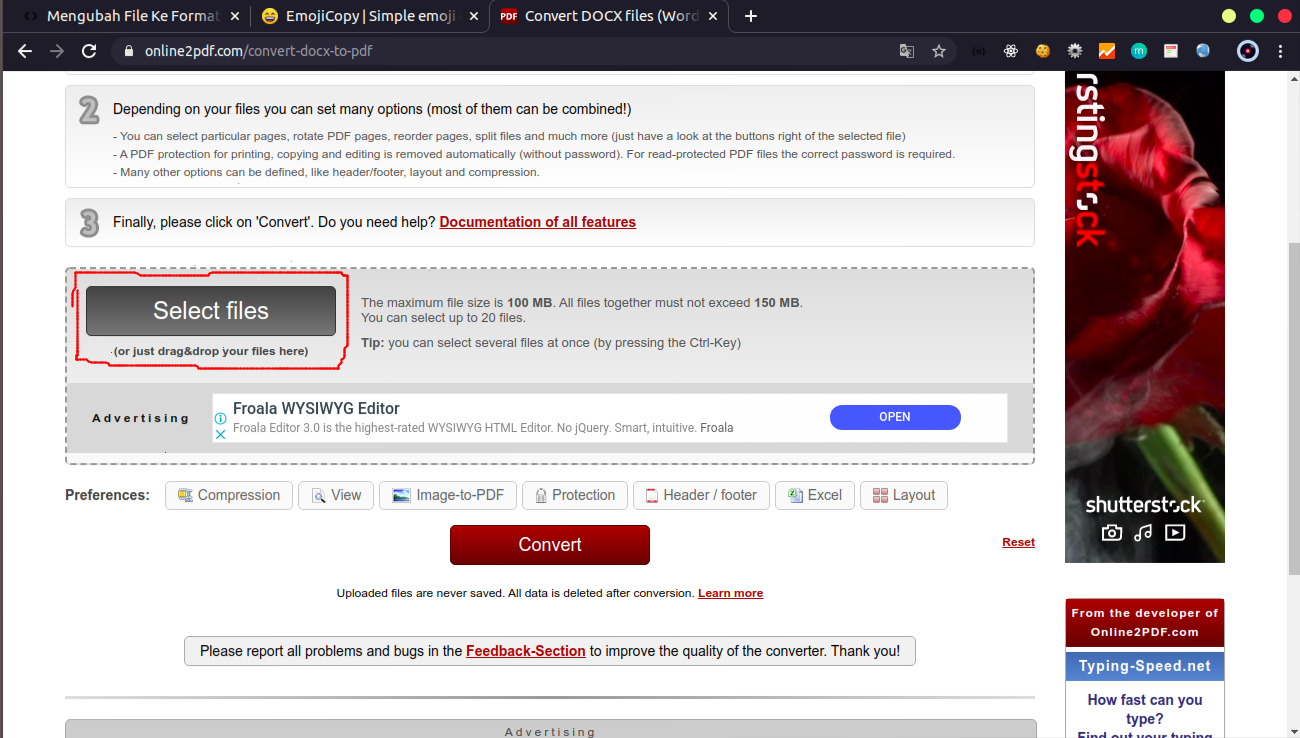 Mengubah File Ke Format
EmojiCopy | Simple emoji
PDF
Convert DOCX files (Word
online2pdf.com/convert-docx-to-pdf
2
Depending on your files you can set many options (most of them can be combined!)
- You can select particular pages, rotate PDF pages, reorder pages, split files and much more (just have a look at the buttons right of the selected file)
- A PDF protection for printing, copying and editing is removed automatically (without password). For read-protected PDF files the correct password is required.
- Many other options can be defined, like header/footer, layout and compression.
3
Finally, please click on 'Convert'. Do you need help? Documentation of all features
Select files
(or just drag&drop your files here)
The maximum file size is 100 MB. All files together must not exceed 150 MB.
You can select up to 20 files.
Tip: you can select several files at once (by pressing the Ctrl-Key)
Advertising
Froala WYSIWYG Editor
Froala Editor 3.0 is the highest-rated WYSIWYG HTML Editor. No jQuery. Smart, intuitive. Froala
OPEN
Preferences:
Compression
View
Image-to-PDF
Protection
Header / footer
Excel
Layout
Convert
Reset
Uploaded files are never saved. All data is deleted after conversion. Learn more
Please report all problems and bugs in the Feedback-Section to improve the quality of the converter. Thank you!
Advertising
rstingstock
shutterstock
From the developer of
Online2PDF.com
Typing-Speed.net
How fast can you
type?
Find out your typing